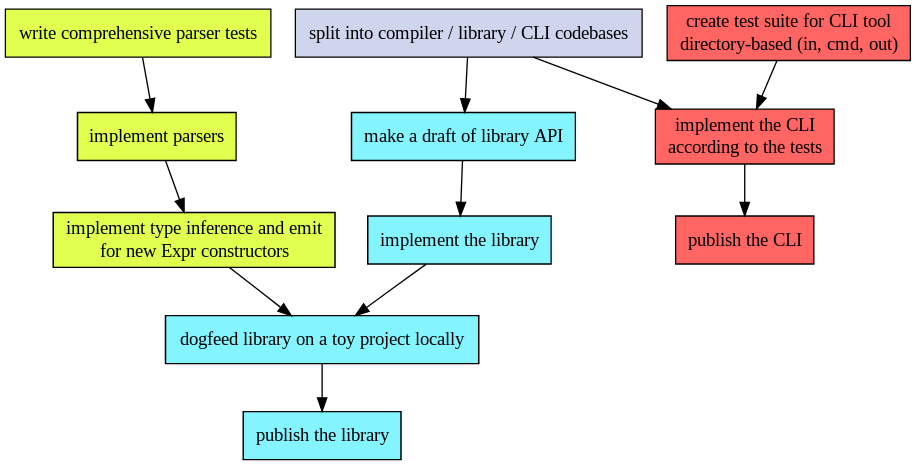 write comprehensive parser tests
split into compiler / library / CLI codebases
create test suite for CLI tool
directory-based (in, cmd, out)
implement parsers
make a draft of library API
implement the CLI
according to the tests
implement type inference and emit
for new Expr constructors
implement the library
publish the CLI
dogfeed library on a toy project locally
publish the library